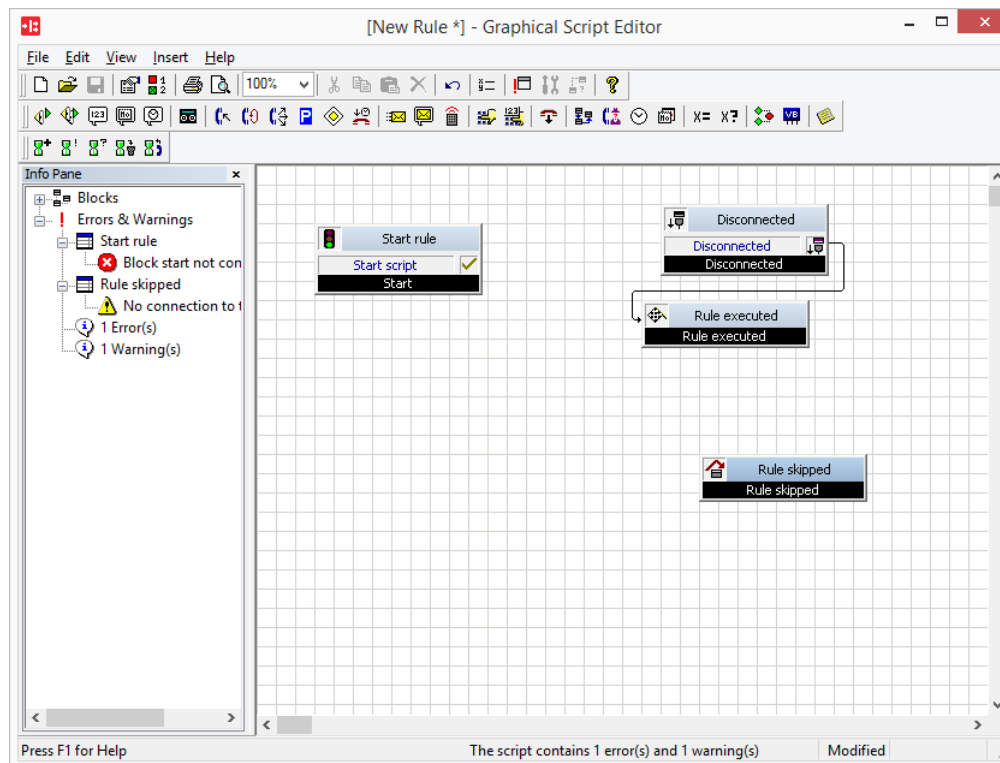 [New Rule *] - Graphical Script Editor
File Edit View Insert Help
100%
Info Pane
Blocks
Errors & Warnings
Start rule
Block start not con
Rule skipped
No connection to t
1 Error(s)
1 Warning(s)
Start rule
Start script
Start
Disconnected
Disconnected
Disconnected
Rule executed
Rule executed
Rule skipped
Rule skipped
Press F1 for Help
The script contains 1 error(s) and 1 warning(s)
Modified